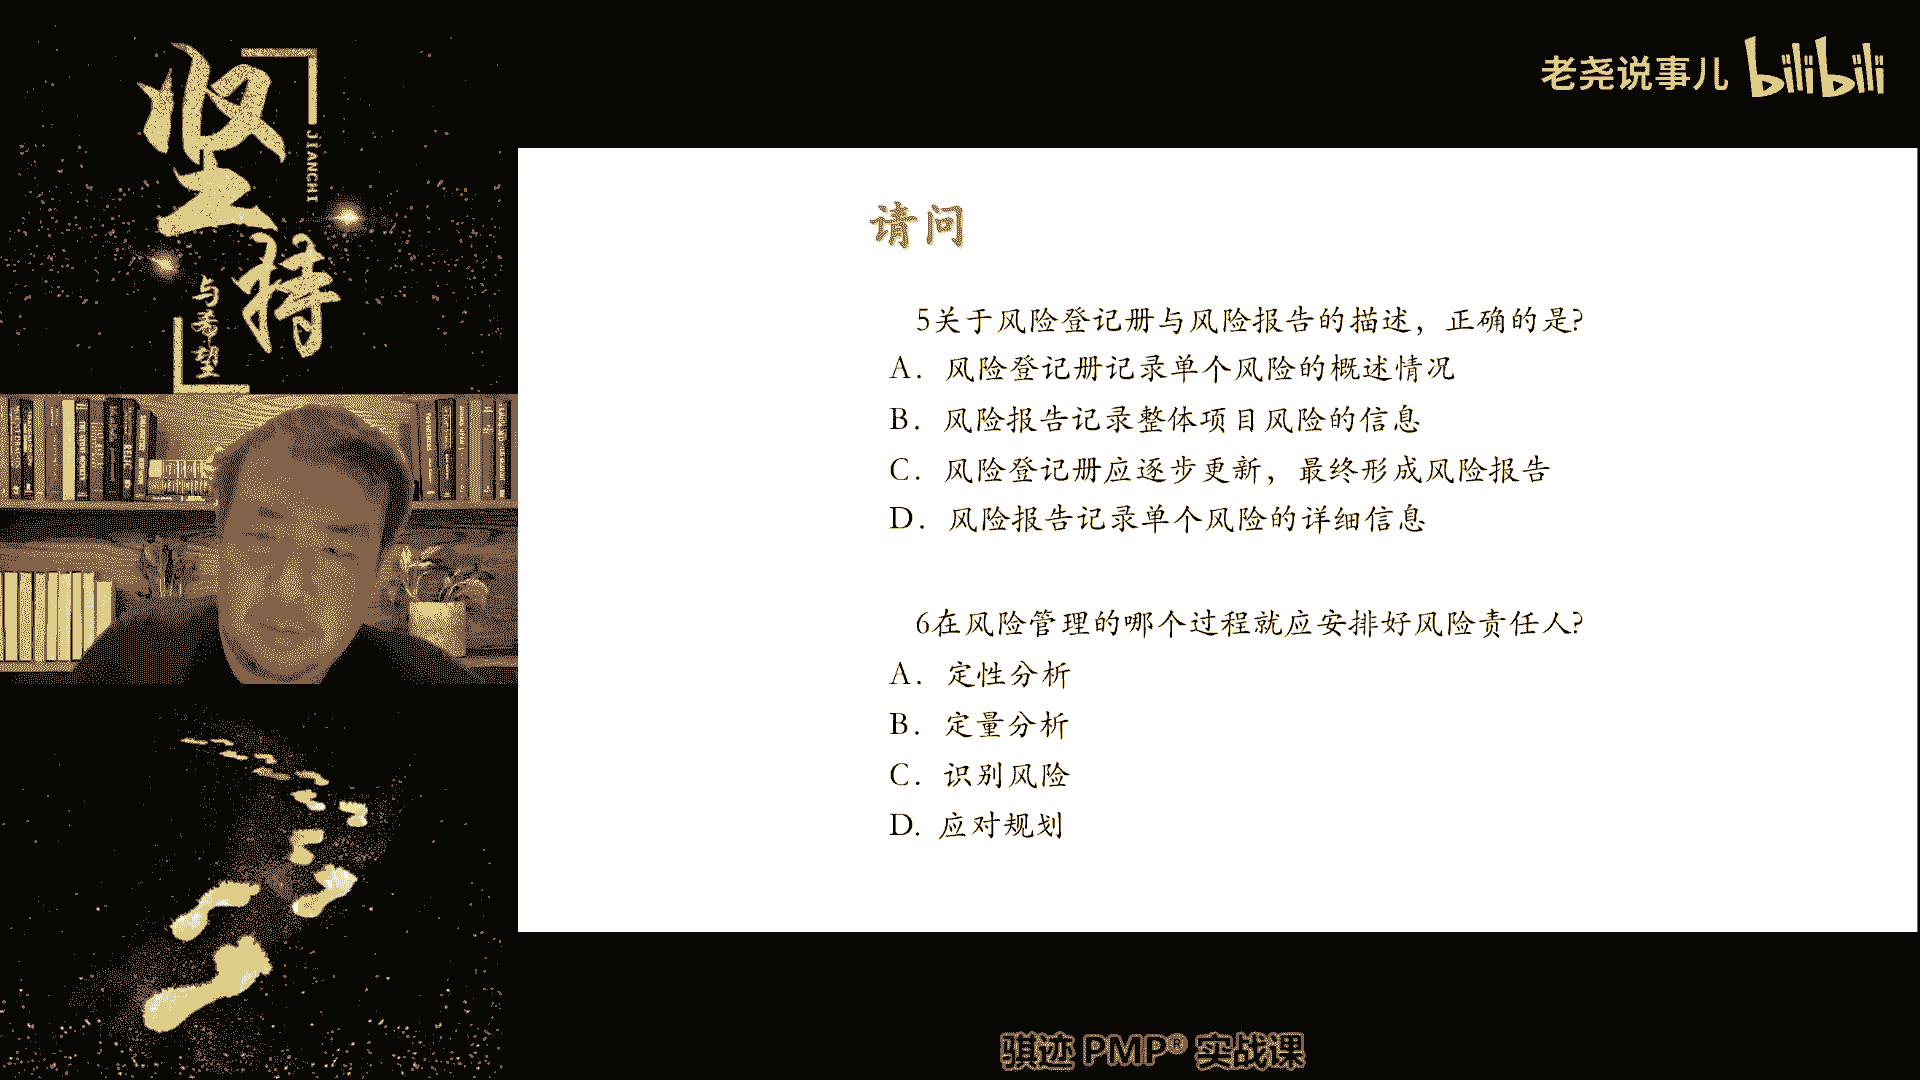 坚持
JIANCHI
与希望
老尧说事儿 bilibili
请问
5关于风险登记册与风险报告的描述，正确的是?
A．风险登记册记录单个风险的概述情况
B．风险报告记录整体项目风险的信息
C．风险登记册应逐步更新，最终形成风险报告
D．风险报告记录单个风险的详细信息
6在风险管理的哪个过程就应安排好风险责任人?
A．定性分析
B．定量分析
C．识别风险
D. 应对规划
骐迹 PMP® 实战课